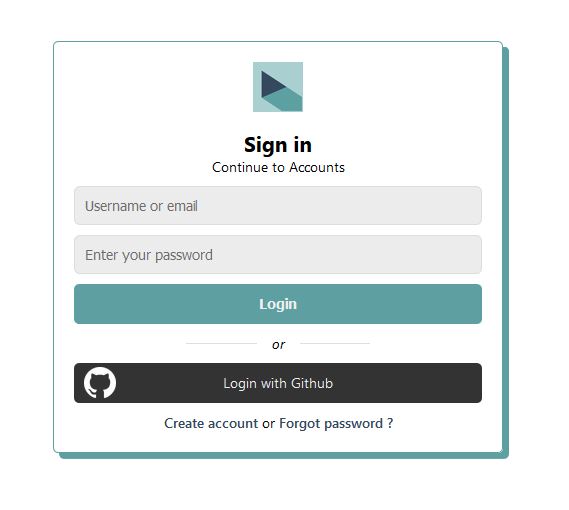 Sign in
Continue to Accounts
Username or email
Enter your password
Login
or
Login with Github
Create account or Forgot password ?